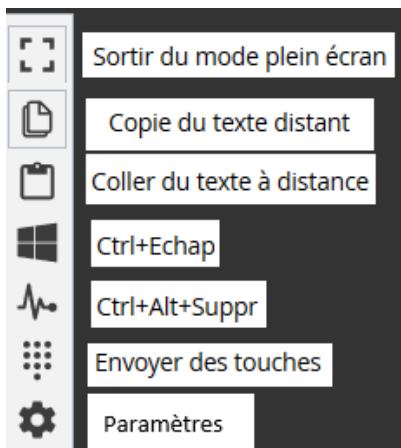 Sortir du mode plein écran
Copie du texte distant
Coller du texte à distance
Ctrl+Echap
Ctrl+Alt+Suppr
Envoyer des touches
Paramètres